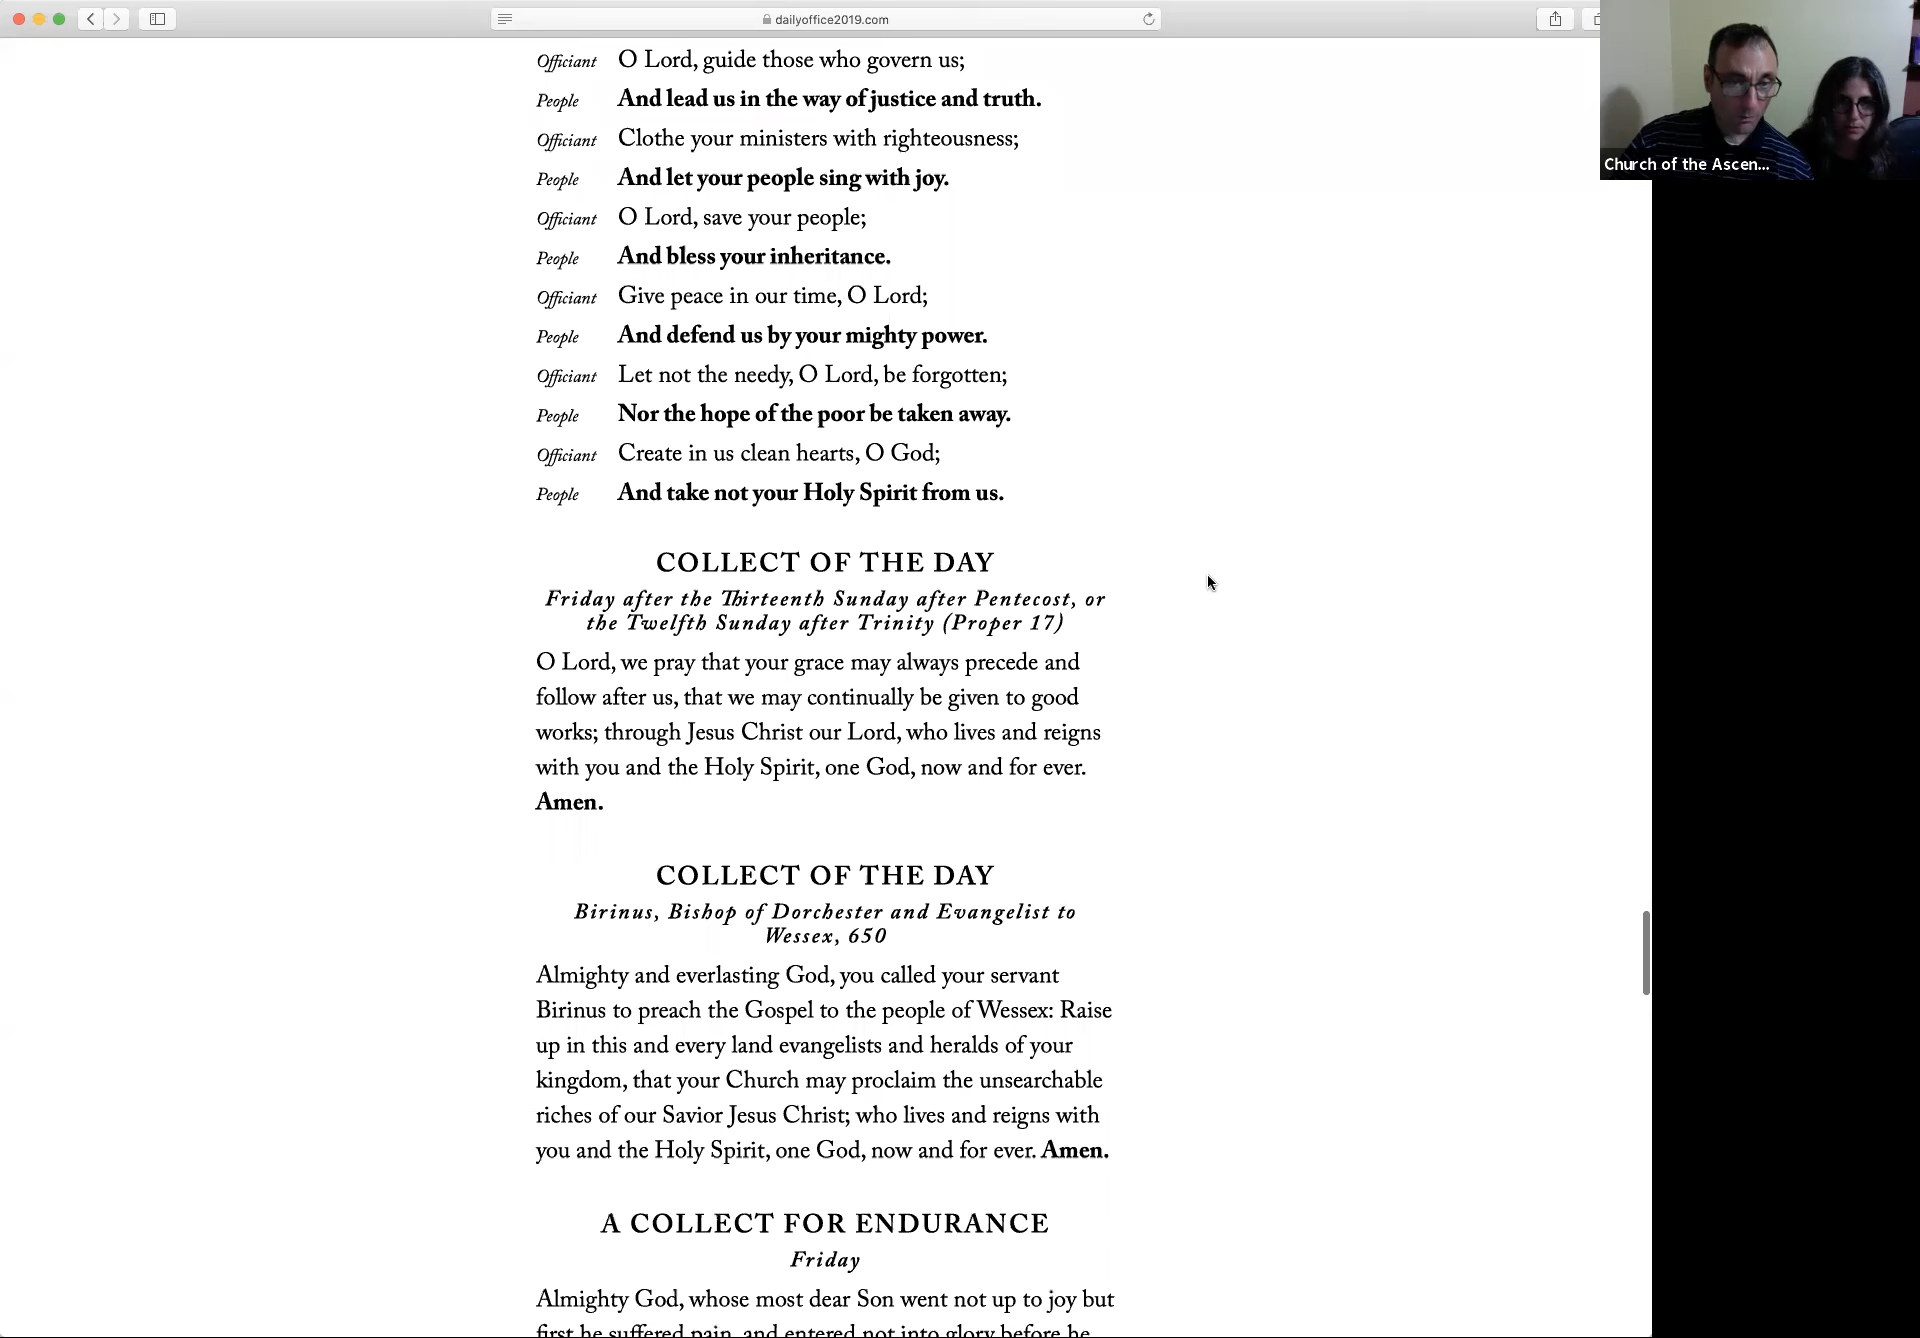 dailyoffice2019.com
Officiant O Lord, guide those who govern us;
People And lead us in the way of justice and truth.
Officiant Clothe your ministers with righteousness;
People And let your people sing with joy.
Officiant O Lord, save your people;
People And bless your inheritance.
Officiant Give peace in our time, O Lord;
People And defend us by your mighty power.
Officiant Let not the needy, O Lord, be forgotten;
People Nor the hope of the poor be taken away.
Officiant Create in us clean hearts, O God;
People And take not your Holy Spirit from us.
COLLECT OF THE DAY
Friday after the Thirteenth Sunday after Pentecost, or
the Twelfth Sunday after Trinity (Proper 17)
O Lord, we pray that your grace may always precede and
follow after us, that we may continually be given to good
works; through Jesus Christ our Lord, who lives and reigns
with you and the Holy Spirit, one God, now and for ever.
Amen.
COLLECT OF THE DAY
Birinus, Bishop of Dorchester and Evangelist to
Wessex, 650
Almighty and everlasting God, you called your servant
Birinus to preach the Gospel to the people of Wessex: Raise
up in this and every land evangelists and heralds of your
kingdom, that your Church may proclaim the unsearchable
riches of our Savior Jesus Christ; who lives and reigns with
you and the Holy Spirit, one God, now and for ever. Amen.
A COLLECT FOR ENDURANCE
Friday
Almighty God, whose most dear Son went not up to joy but
first he suffered pain, and entered not into glory before he
Church of the Ascen...